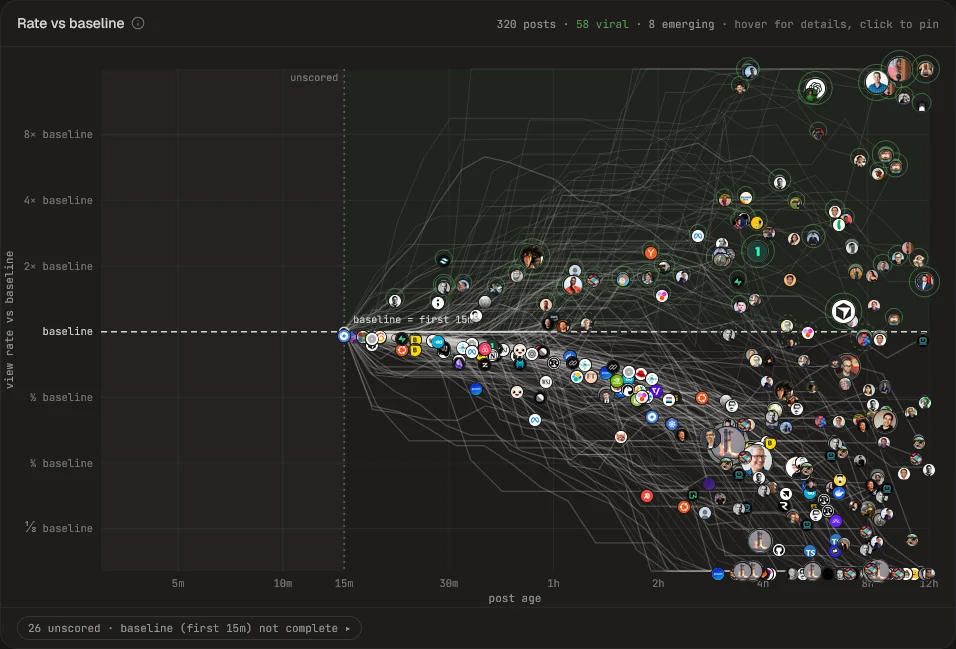 Rate vs baseline
320 posts · 58 viral · 8 emerging · hover for details, click to pin
unscored
8× baseline
4× baseline
2× baseline
baseline
baseline = first 15m
½ baseline
¼ baseline
⅛ baseline
view rate vs baseline
5m
10m
15m
30m
1h
2h
4h
8h
12h
post age
26 unscored · baseline (first 15m) not complete ▸